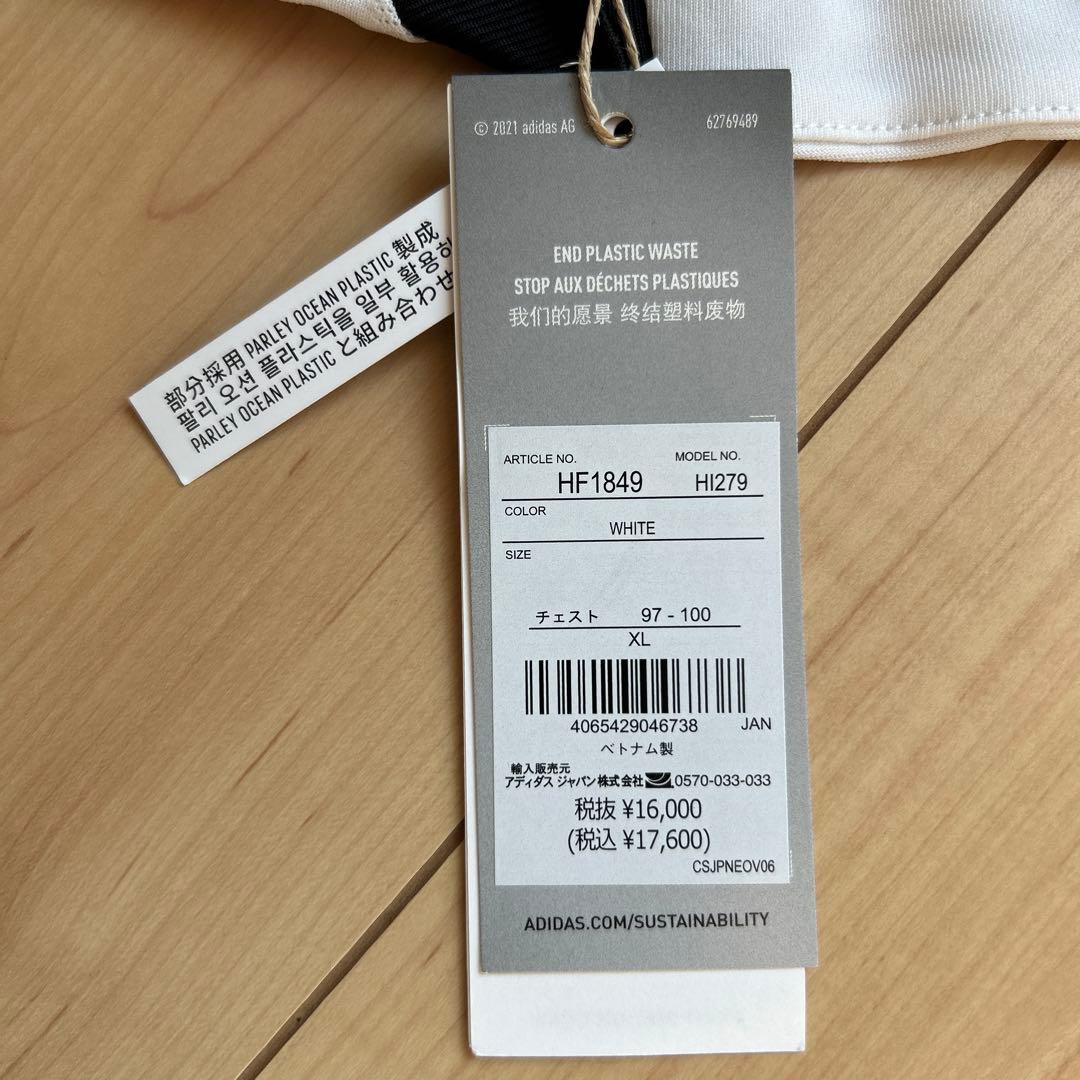 © 2021 adidas AG 62769489
END PLASTIC WASTE
STOP AUX DÉCHETS PLASTIQUES
我们的愿景 终结塑料废物
部分採用 PARLEY OCEAN PLASTIC 製成
팔리 오션 플라스틱을 일부 활용하
PARLEY OCEAN PLASTIC と組み合わせ
ARTICLE NO. MODEL NO.
HF1849 HI279
COLOR
WHITE
SIZE
チェスト 97 - 100
XL
4065429046738 JAN
ベトナム製
輸入販売元
アディダス ジャパン株式会社 0570-033-033
税抜 ¥16,000
(税込 ¥17,600)
CSJPNEOV06
ADIDAS.COM/SUSTAINABILITY